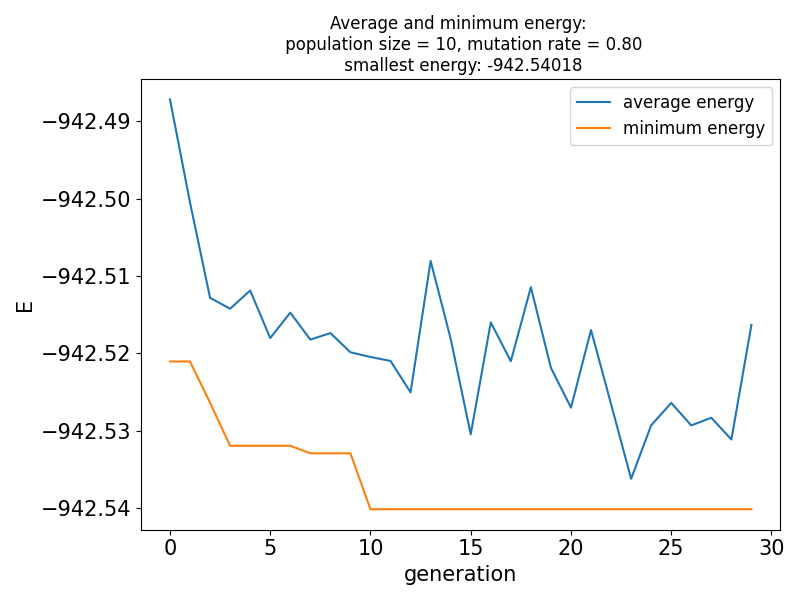 Average and minimum energy:
population size = 10, mutation rate = 0.80
smallest energy: -942.54018
average energy
minimum energy
−942.49
−942.50
−942.51
−942.52
−942.53
−942.54
E
0 5 10 15 20 25 30
generation